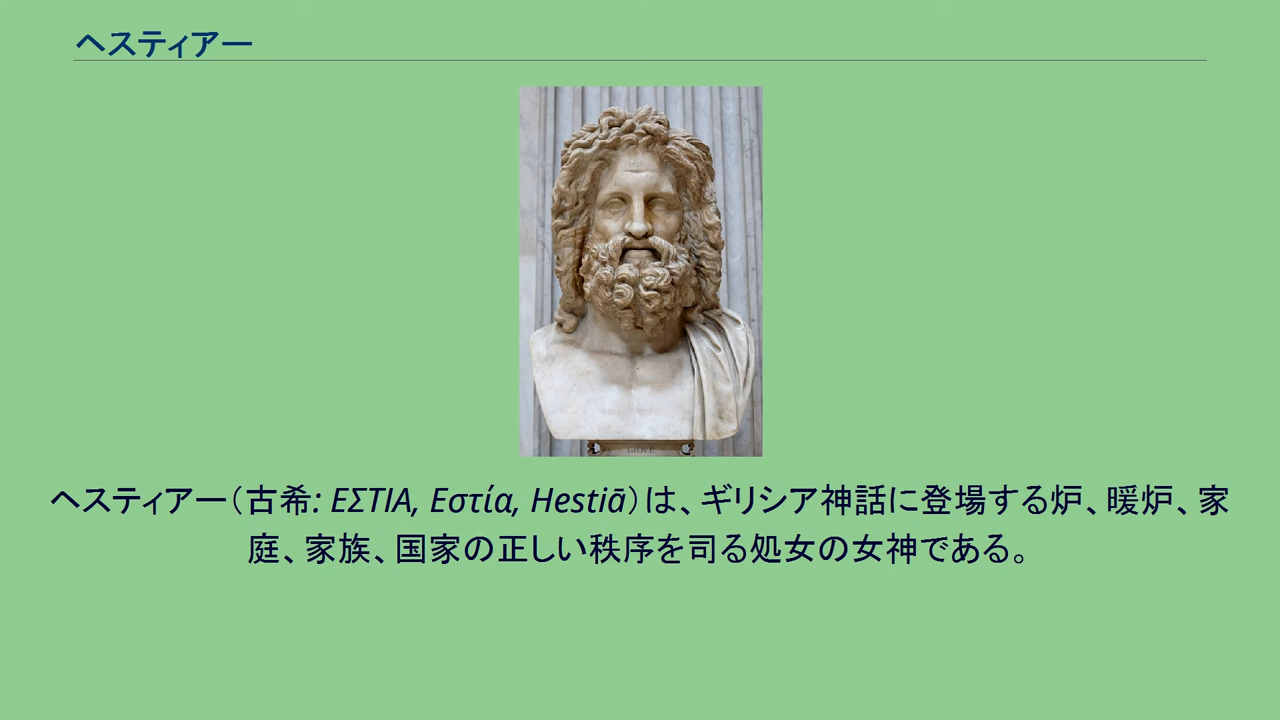 ヘスティアー
ヘスティアー（古希: ΕΣΤΙΑ, Εστία, Hestiā）は、ギリシア神話に登場する炉、暖炉、家
庭、家族、国家の正しい秩序を司る処女の女神である。